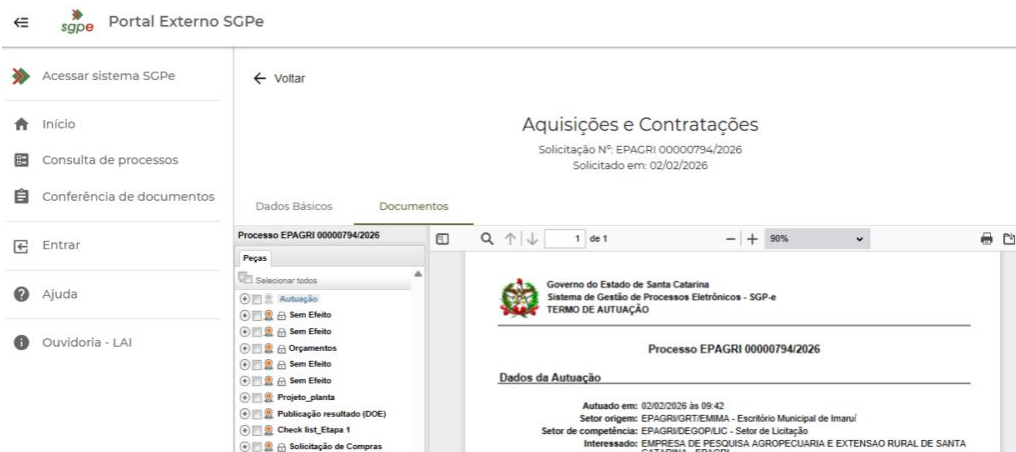 sgpe Portal Externo SGPe
Acessar sistema SGPe
Início
Consulta de processos
Conferência de documentos
Entrar
Ajuda
Ouvidoria - LAI
Voltar
Aquisições e Contratações
Solicitação Nº: EPAGRI 00000794/2026
Solicitado em: 02/02/2026
Dados Básicos Documentos
Processo EPAGRI 00000794/2026
Peças
Selecionar todos
Autuação
Sem Efeito
Sem Efeito
Orçamentos
Sem Efeito
Sem Efeito
Projeto_planta
Publicação resultado (DOE)
Check list_Etapa 1
Solicitação de Compras
1 de 1 90%
Governo do Estado de Santa Catarina
Sistema de Gestão de Processos Eletrônicos - SGP-e
TERMO DE AUTUAÇÃO
Processo EPAGRI 00000794/2026
Dados da Autuação
Autuado em: 02/02/2026 às 09:42
Setor origem: EPAGRI/GRT/EMIMA - Escritório Municipal de Imaruí
Setor de competência: EPAGRI/DEGOP/LIC - Setor de Licitação
Interessado: EMPRESA DE PESQUISA AGROPECUARIA E EXTENSAO RURAL DE SANTA
CATARINA - EPAGRI